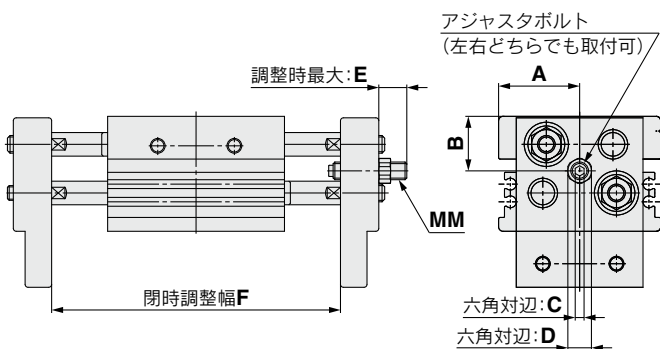 アジャスタボルト
(左右どちらでも取付可)
調整時最大:E
A
B
MM
閉時調整幅F
六角対辺:C
六角対辺:D